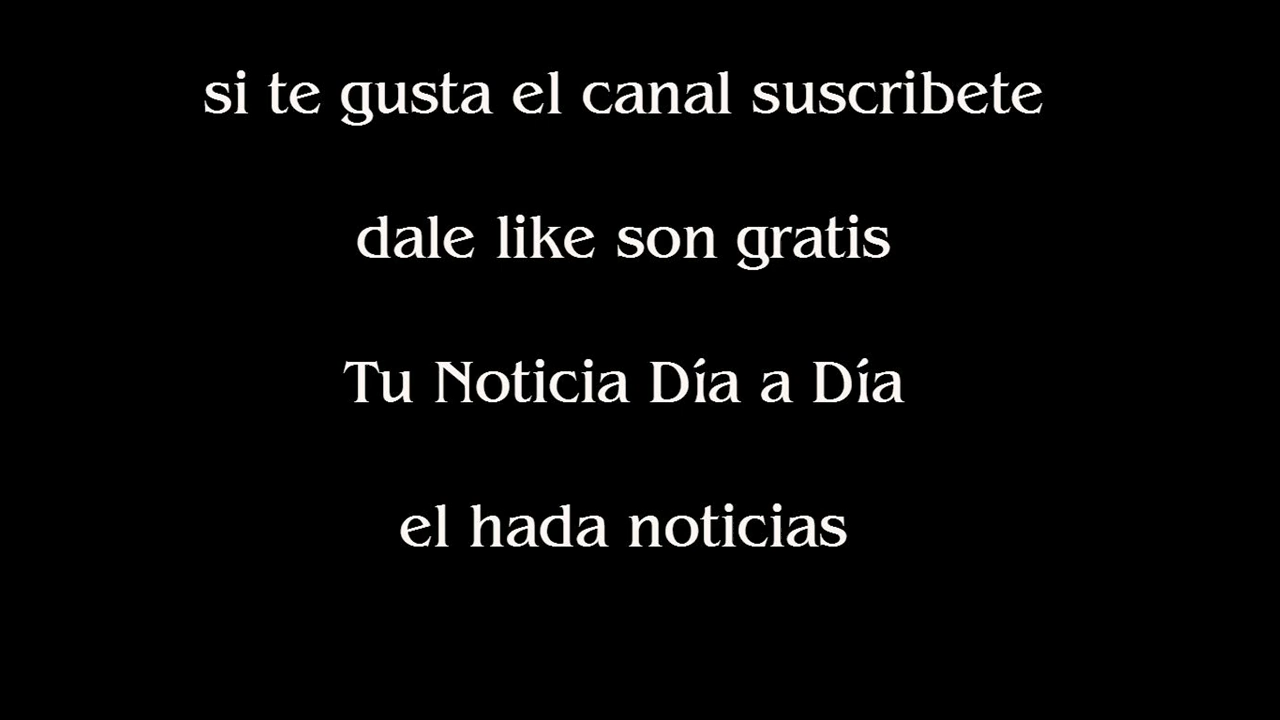 si te gusta el canal suscribete
dale like son gratis
Tu Noticia Día a Día
el hada noticias